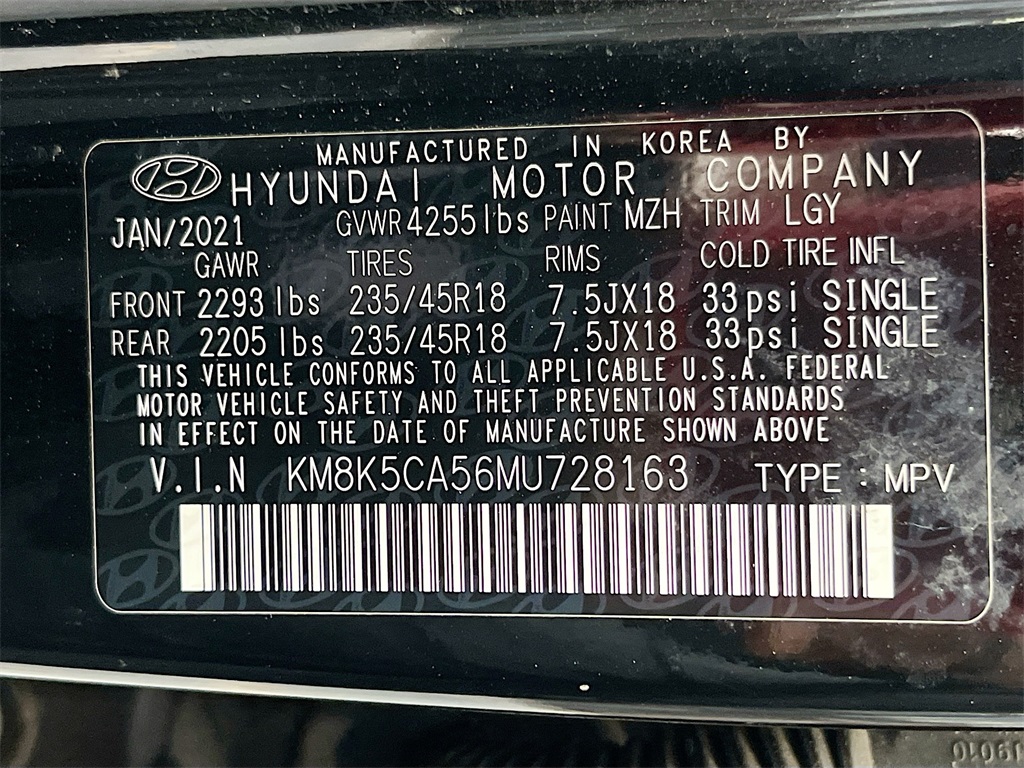 MANUFACTURED IN KOREA BY
HYUNDAI MOTOR COMPANY
JAN/2021 GVWR 4255 lbs PAINT MZH TRIM LGY
GAWR TIRES RIMS COLD TIRE INFL
FRONT 2293 lbs 235/45R18 7.5JX18 33psi SINGLE
REAR 2205 lbs 235/45R18 7.5JX18 33psi SINGLE
THIS VEHICLE CONFORMS TO ALL APPLICABLE U.S.A. FEDERAL
MOTOR VEHICLE SAFETY AND THEFT PREVENTION STANDARDS
IN EFFECT ON THE DATE OF MANUFACTURE SHOWN ABOVE
V.I.N KM8K5CA56MU728163 TYPE : MPV
19010